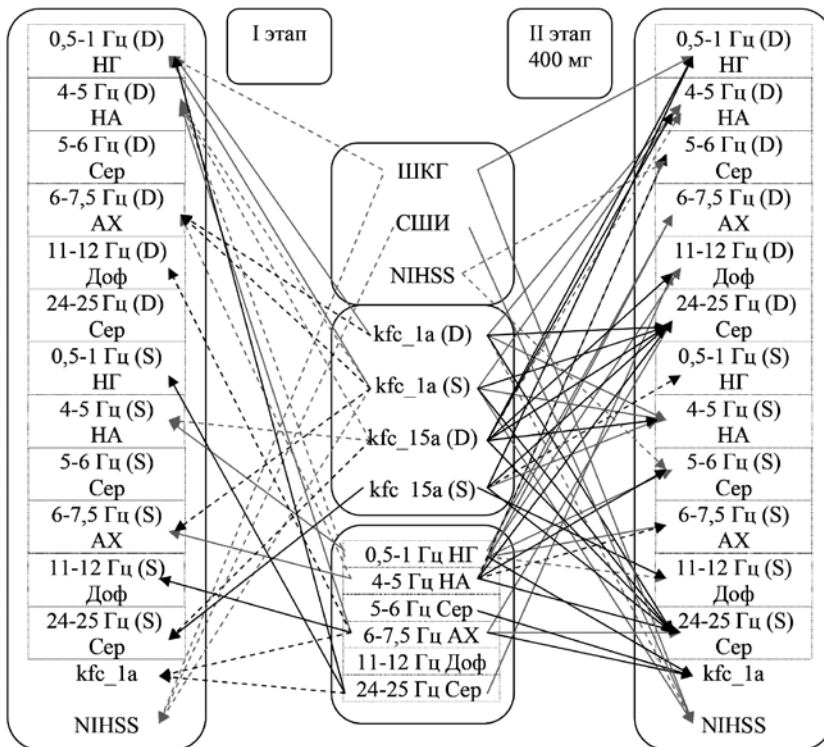 0,5-1 Гц (D)
НГ
4-5 Гц (D)
НА
5-6 Гц (D)
Сер
6-7,5 Гц (D)
АХ
11-12 Гц (D)
Доф
24-25 Гц (D)
Сер
0,5-1 Гц (S)
НГ
4-5 Гц (S)
НА
5-6 Гц (S)
Сер
6-7,5 Гц (S)
АХ
11-12 Гц (S)
Доф
24-25 Гц (S)
Сер
kfc_1a
NIHSS
I этап
ШКГ
СШИ
NIHSS
kfc_1a (D)
kfc_1a (S)
kfc_15a (D)
kfc_15a (S)
0,5-1 Гц НГ
4-5 Гц НА
5-6 Гц Сер
6-7,5 Гц АХ
11-12 Гц Доф
24-25 Гц Сер
II этап
400 мг
0,5-1 Гц (D)
НГ
4-5 Гц (D)
НА
5-6 Гц (D)
Сер
6-7,5 Гц (D)
АХ
11-12 Гц (D)
Доф
24-25 Гц (D)
Сер
0,5-1 Гц (S)
НГ
4-5 Гц (S)
НА
5-6 Гц (S)
Сер
6-7,5 Гц (S)
АХ
11-12 Гц (S)
Доф
24-25 Гц (S)
Сер
kfc_1a
NIHSS